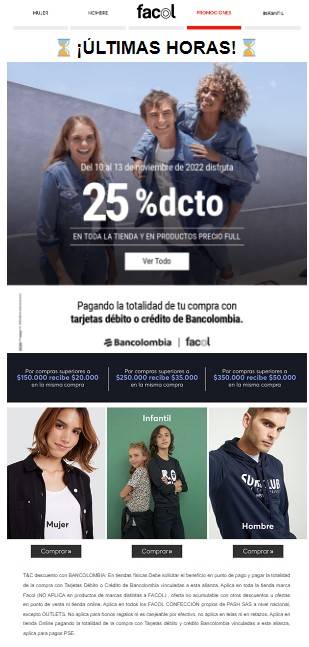 MUJER HOMBRE facol PROMOCIONES INFANTIL
¡ÚLTIMAS HORAS!
Del 10 al 13 de noviembre de 2022 disfruta
25 %dcto
EN TODA LA TIENDA Y EN PRODUCTOS PRECIO FULL
Ver Todo
Pagando la totalidad de tu compra con
tarjetas débito o crédito de Bancolombia.
Bancolombia | facol
Por compras superiores a
$150.000 recibe $20.000
en la misma compra
Por compras superiores a
$250.000 recibe $35.000
en la misma compra
Por compras superiores a
$350.000 recibe $50.000
en la misma compra
Mujer
Infantil
Hombre
Comprar»
Comprar»
Comprar»
T&C descuento con BANCOLOMBIA: En tiendas físicas Debe solicitar el beneficio en punto de pago y pagar la totalidad
de la compra con Tarjetas Débito o Crédito de Bancolombia vinculadas a esta alianza. Aplica en toda la tienda marca
Facol (NO APLICA en productos de marcas distintas a FACOL) , oferta no acumulable con otros descuentos u ofertas
en punto de venta ni tienda online. Aplica en todos los FACOL CONFECCIÓN propios de PASH SAS a nivel nacional,
excepto OUTLETS. No aplica para bonos regalos ni es canjeable por efectivo, no aplica en telas ni en retazos. Aplica en
tienda Online pagando la totalidad de la compra con Tarjetas débito y crédito Bancolombia vinculadas a esta alianza,
aplica para pagos PSE.